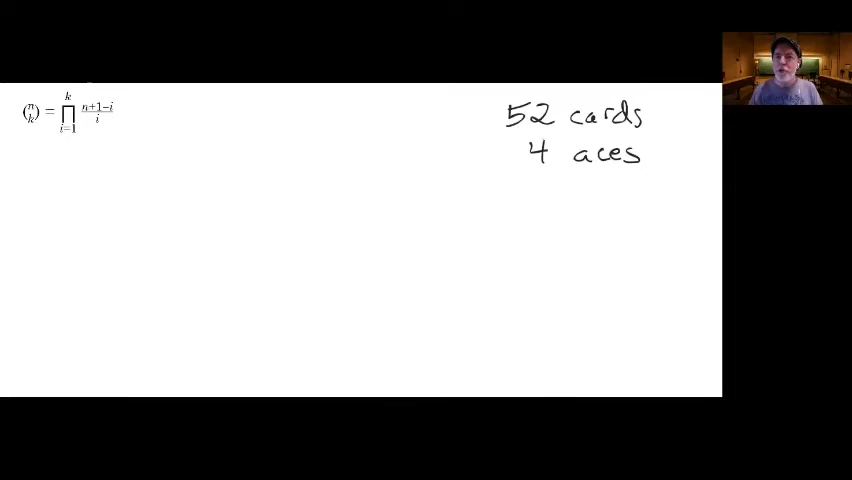 (n k) = k ∏ i=1 n+1−i / i
52 cards
4 aces